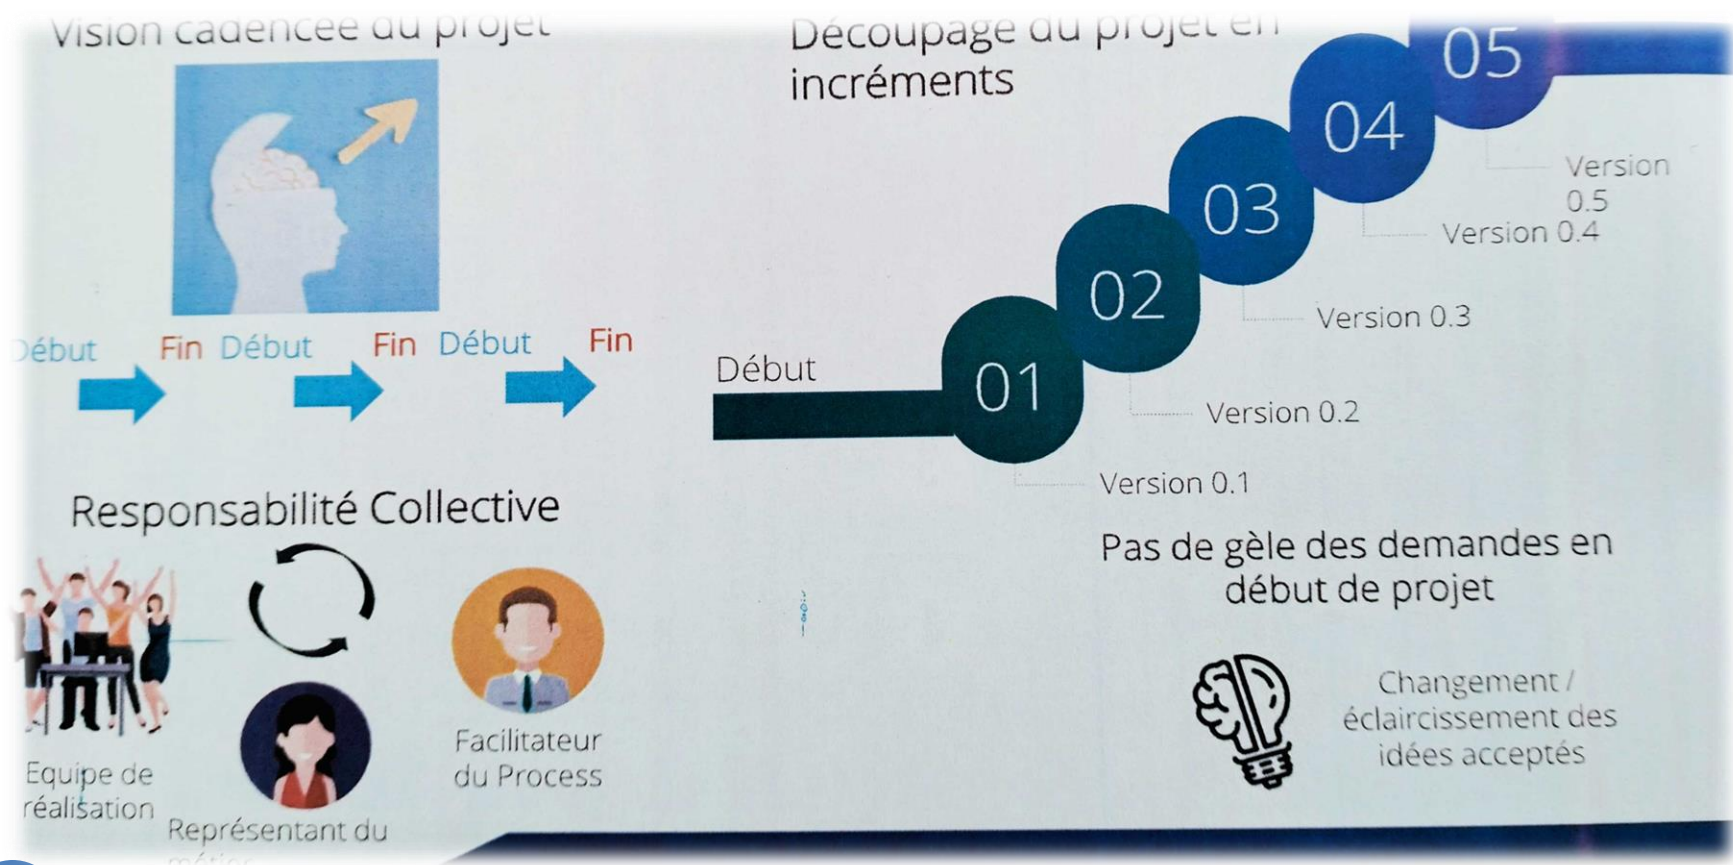 Vision cadencée du projet
Début Fin Début Fin Début Fin
Responsabilité Collective
Equipe de
réalisation
Représentant du
métier
Facilitateur
du Process
Découpage du projet en
incréments
Début
01
02
03
04
05
Version 0.1
Version 0.2
Version 0.3
Version 0.4
Version
0.5
Pas de gèle des demandes en
début de projet
Changement /
éclaircissement des
idées acceptés